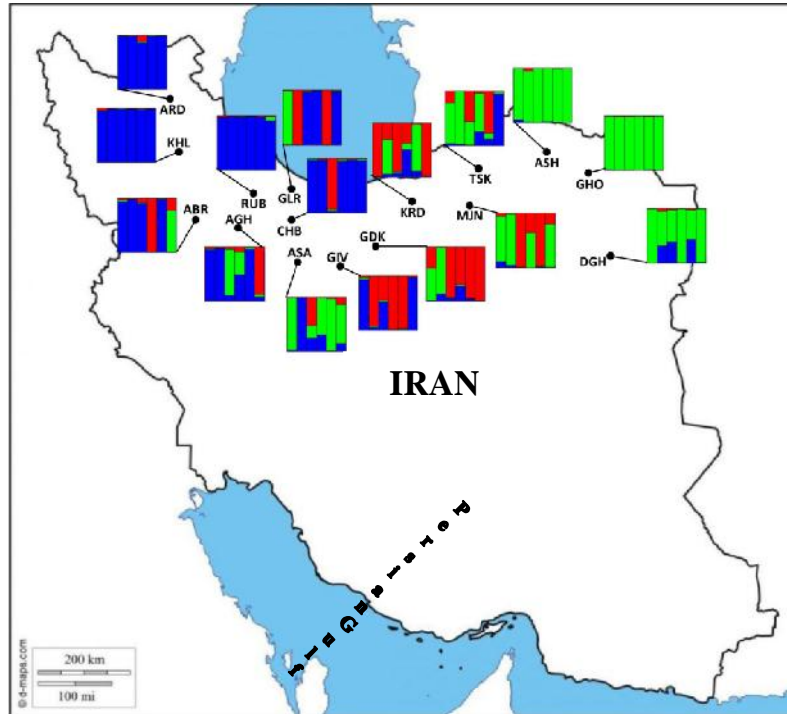 ARD
KHL
RUB
GLR
ABR
AGH
CHB
KRD
TSK
ASH
GHO
MJN
ASA
GIV
GDK
DGH
IRAN
Persian Gulf
200 km
100 mi
© d-maps.com